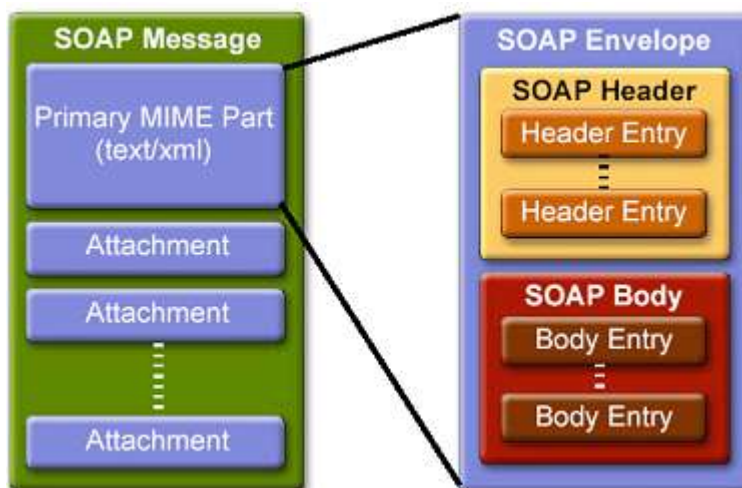 SOAP Message
Primary MIME Part
(text/xml)
Attachment
Attachment
Attachment
SOAP Envelope
SOAP Header
Header Entry
Header Entry
SOAP Body
Body Entry
Body Entry